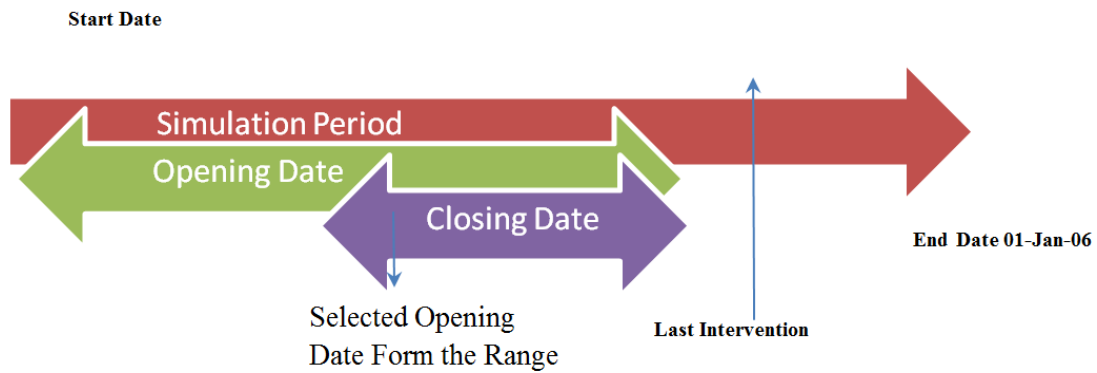 Start Date
Simulation Period
Opening Date
Closing Date
End Date 01-Jan-06
Selected Opening
Date Form the Range
Last Intervention